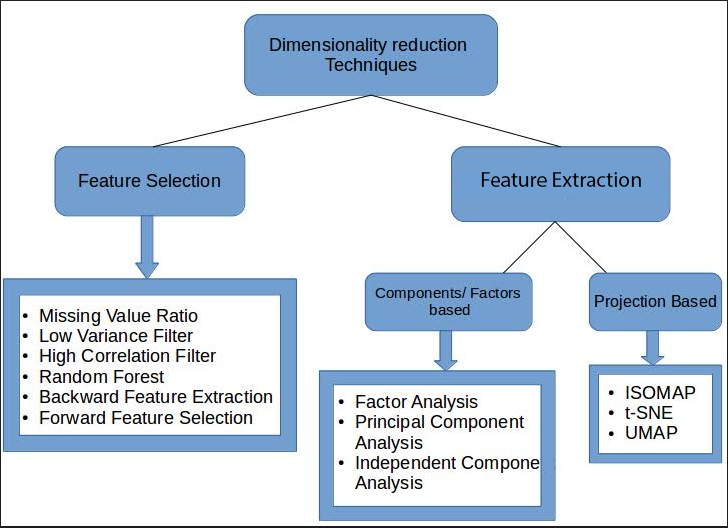 Dimensionality reduction
Techniques
Feature Selection
Feature Extraction
• Missing Value Ratio
• Low Variance Filter
• High Correlation Filter
• Random Forest
• Backward Feature Extraction
• Forward Feature Selection
Components/ Factors
based
• Factor Analysis
• Principal Component
Analysis
• Independent Compone
Analysis
Projection Based
• ISOMAP
• t-SNE
• UMAP